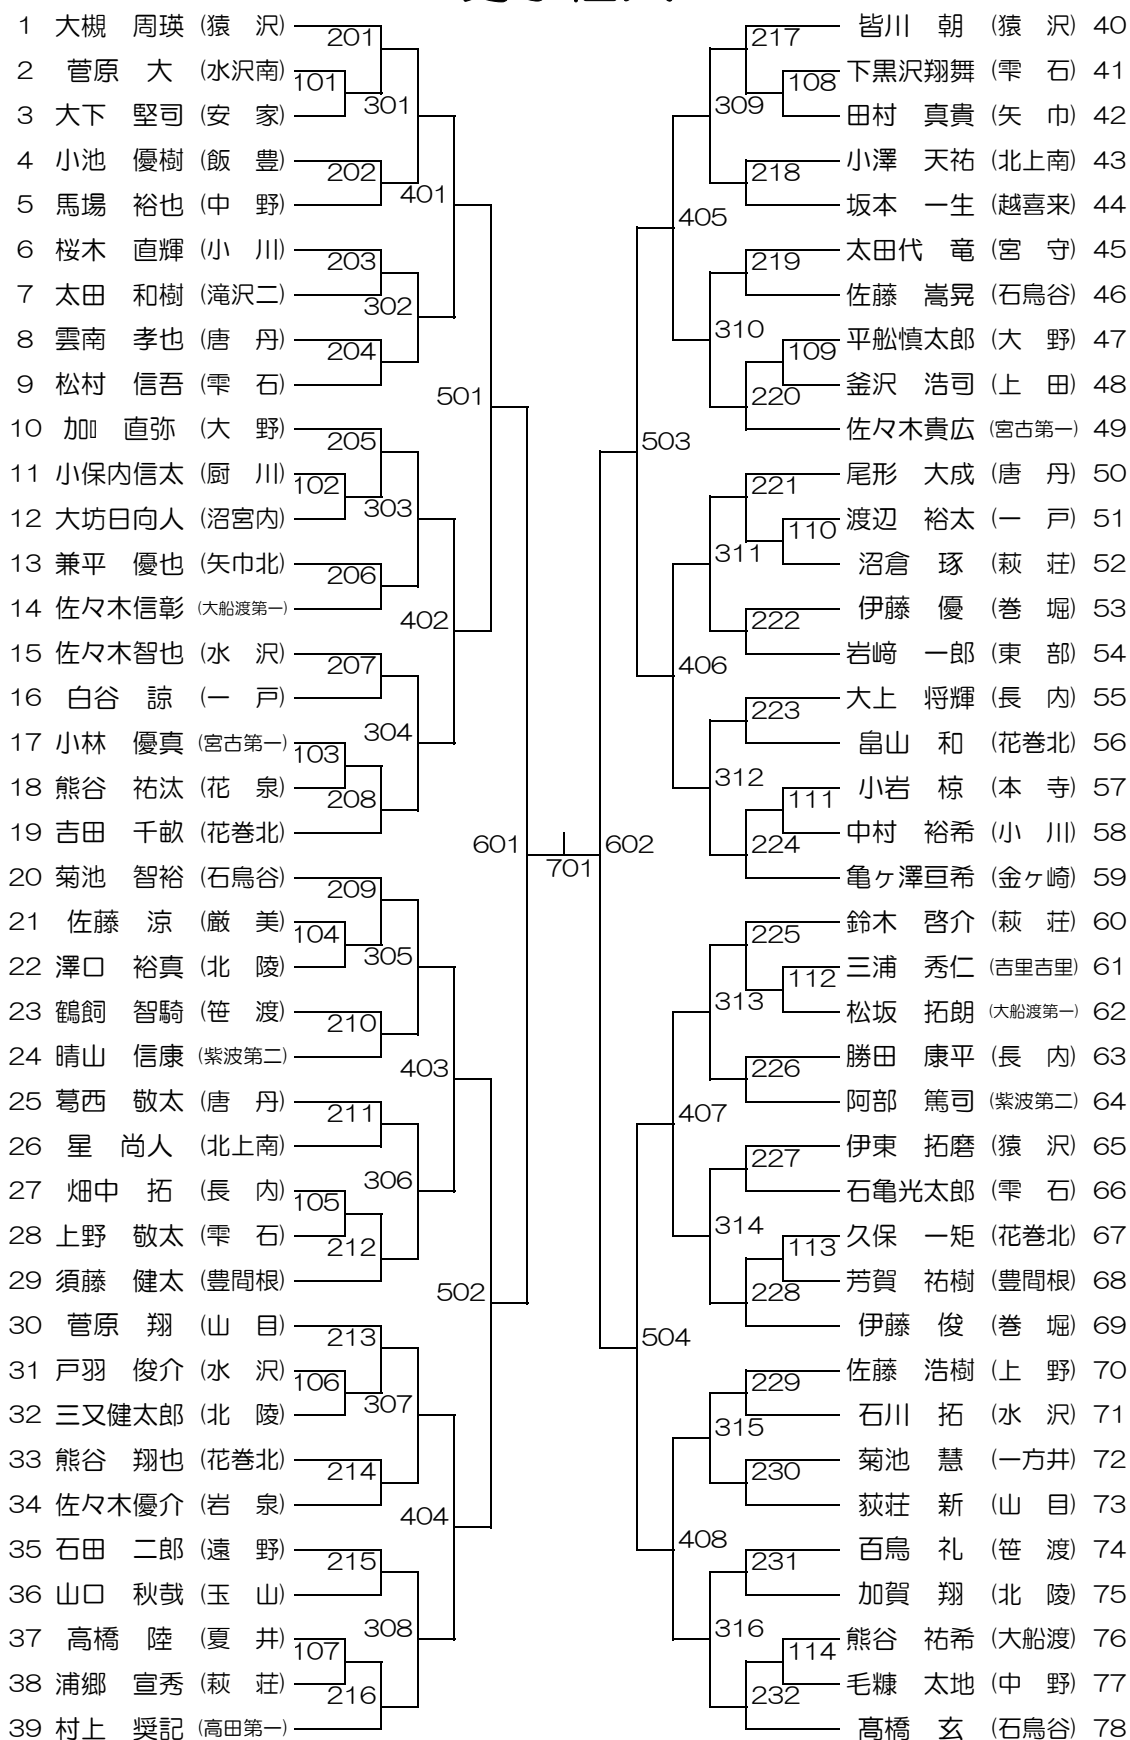 1 大槻 周瑛 (猿 沢)
2 菅原 大 (水沢南)
3 大下 堅司 (安 家)
4 小池 優樹 (飯 豊)
5 馬場 裕也 (中 野)
6 桜木 直輝 (小 川)
7 太田 和樹 (滝沢二)
8 雲南 孝也 (唐 丹)
9 松村 信吾 (雫 石)
10 加 直弥 (大 野)
11 小保内信太 (厨 川)
12 大坊日向人 (沼宮内)
13 兼平 優也 (矢巾北)
14 佐々木信彰 (大船渡第一)
15 佐々木智也 (水 沢)
16 白谷 諒 (一 戸)
17 小林 優真 (宮古第一)
18 熊谷 祐汰 (花 泉)
19 吉田 千畝 (花巻北)
20 菊池 智裕 (石鳥谷)
21 佐藤 涼 (厳 美)
22 澤口 裕真 (北 陵)
23 鶴飼 智騎 (笹 渡)
24 晴山 信康 (紫波第二)
25 葛西 敬太 (唐 丹)
26 星 尚人 (北上南)
27 畑中 拓 (長 内)
28 上野 敬太 (雫 石)
29 須藤 健太 (豊間根)
30 菅原 翔 (山 目)
31 戸羽 俊介 (水 沢)
32 三又健太郎 (北 陵)
33 熊谷 翔也 (花巻北)
34 佐々木優介 (岩 泉)
35 石田 二郎 (遠 野)
36 山口 秋哉 (玉 山)
37 高橋 陸 (夏 井)
38 浦郷 宣秀 (萩 荘)
39 村上 奨記 (高田第一)
101
102
103
104
105
106
107
201
202
203
204
205
206
207
208
209
210
211
212
213
214
215
216
301
302
303
304
305
306
307
308
401
402
403
404
501
502
601
701
602
503
504
405
406
407
408
309
310
311
312
313
314
315
316
217
218
219
220
221
222
223
224
225
226
227
228
229
230
231
232
108
109
110
111
112
113
114
皆川 朝 (猿 沢) 40
下黒沢翔舞 (雫 石) 41
田村 真貴 (矢 巾) 42
小澤 天祐 (北上南) 43
坂本 一生 (越喜来) 44
太田代 竜 (宮 守) 45
佐藤 嵩晃 (石鳥谷) 46
平舩慎太郎 (大 野) 47
釜沢 浩司 (上 田) 48
佐々木貴広 (宮古第一) 49
尾形 大成 (唐 丹) 50
渡辺 裕太 (一 戸) 51
沼倉 琢 (萩 荘) 52
伊藤 優 (巻 堀) 53
岩﨑 一郎 (東 部) 54
大上 将輝 (長 内) 55
畠山 和 (花巻北) 56
小岩 椋 (本 寺) 57
中村 裕希 (小 川) 58
亀ヶ澤亘希 (金ヶ崎) 59
鈴木 啓介 (萩 荘) 60
三浦 秀仁 (吉里吉里) 61
松坂 拓朗 (大船渡第一) 62
勝田 康平 (長 内) 63
阿部 篤司 (紫波第二) 64
伊東 拓磨 (猿 沢) 65
石亀光太郎 (雫 石) 66
久保 一矩 (花巻北) 67
芳賀 祐樹 (豊間根) 68
伊藤 俊 (巻 堀) 69
佐藤 浩樹 (上 野) 70
石川 拓 (水 沢) 71
菊池 慧 (一方井) 72
荻荘 新 (山 目) 73
百鳥 礼 (笹 渡) 74
加賀 翔 (北 陵) 75
熊谷 祐希 (大船渡) 76
毛糠 太地 (中 野) 77
髙橋 玄 (石鳥谷) 78